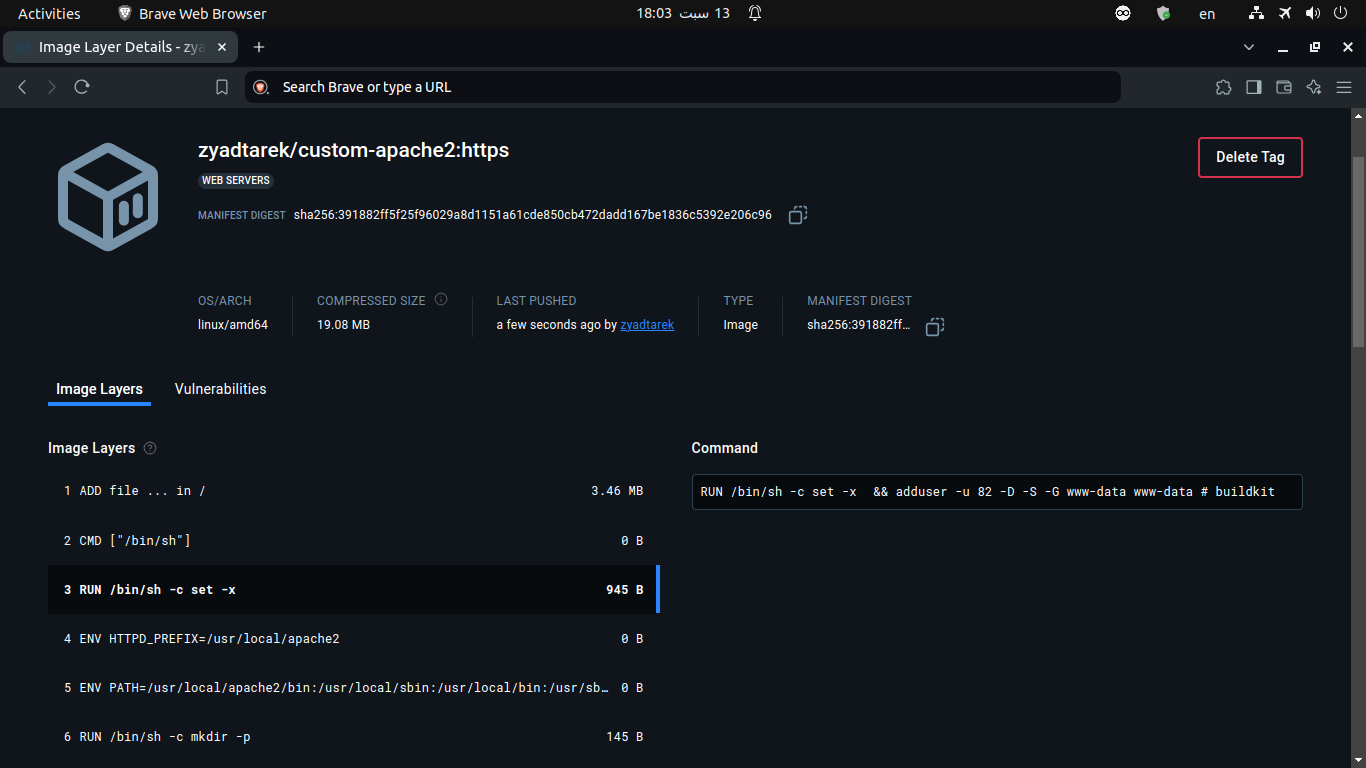 Activities
Brave Web Browser
18:03 13 سبت
en
Image Layer Details - zya
Search Brave or type a URL
zyadtarek/custom-apache2:https
Delete Tag
WEB SERVERS
MANIFEST DIGEST sha256:391882ff5f25f96029a8d1151a61cde850cb472dadd167be1836c5392e206c96
OS/ARCH
linux/amd64
COMPRESSED SIZE
19.08 MB
LAST PUSHED
a few seconds ago by zyadtarek
TYPE
Image
MANIFEST DIGEST
sha256:391882ff…
Image Layers
Vulnerabilities
Image Layers
1 ADD file ... in / 3.46 MB
2 CMD ["/bin/sh"] 0 B
3 RUN /bin/sh -c set -x 945 B
4 ENV HTTPD_PREFIX=/usr/local/apache2 0 B
5 ENV PATH=/usr/local/apache2/bin:/usr/local/sbin:/usr/local/bin:/usr/sb… 0 B
6 RUN /bin/sh -c mkdir -p 145 B
Command
RUN /bin/sh -c set -x  && adduser -u 82 -D -S -G www-data www-data # buildkit